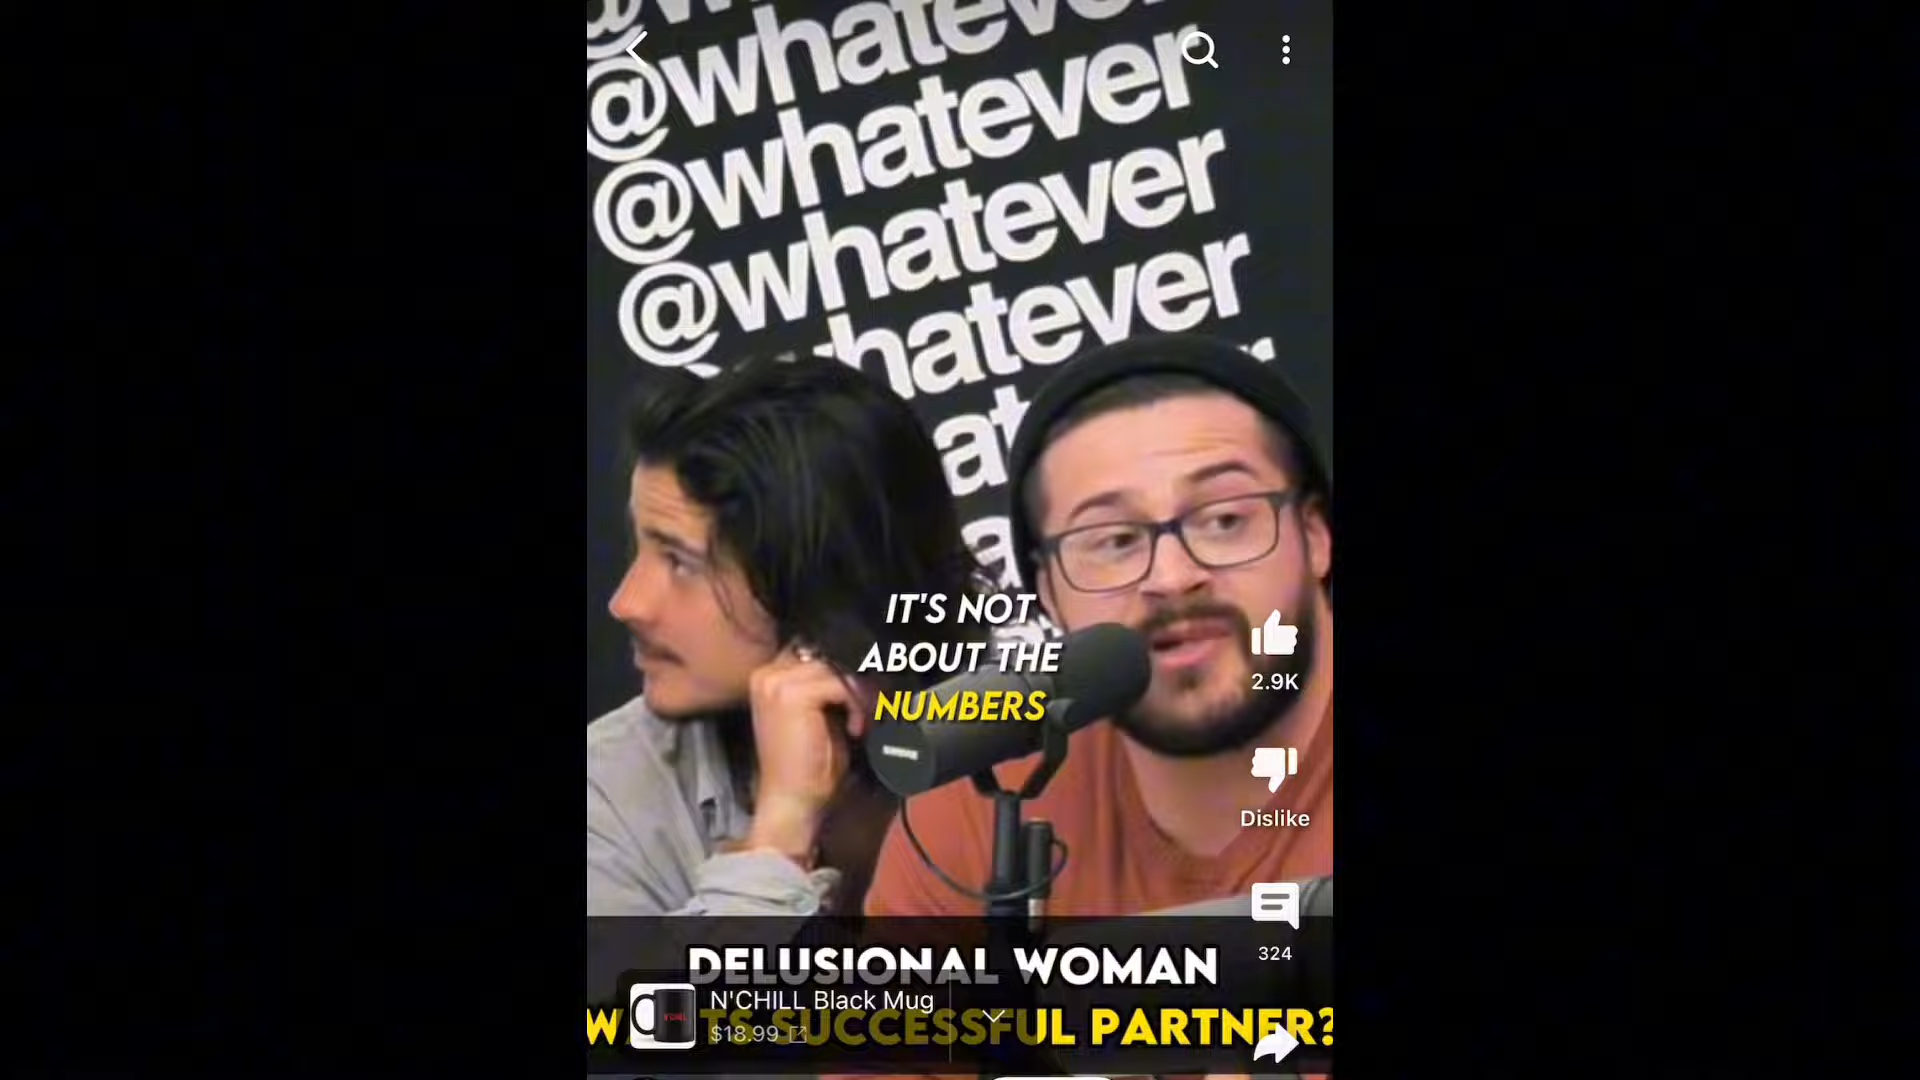 @whatever
@whatever
@whatever
@whatever
whatever
IT'S NOT
ABOUT THE
NUMBERS
2.9K
Dislike
324
DELUSIONAL WOMAN
N'CHILL Black Mug
$18.99
SUCCESSFUL PARTNER?